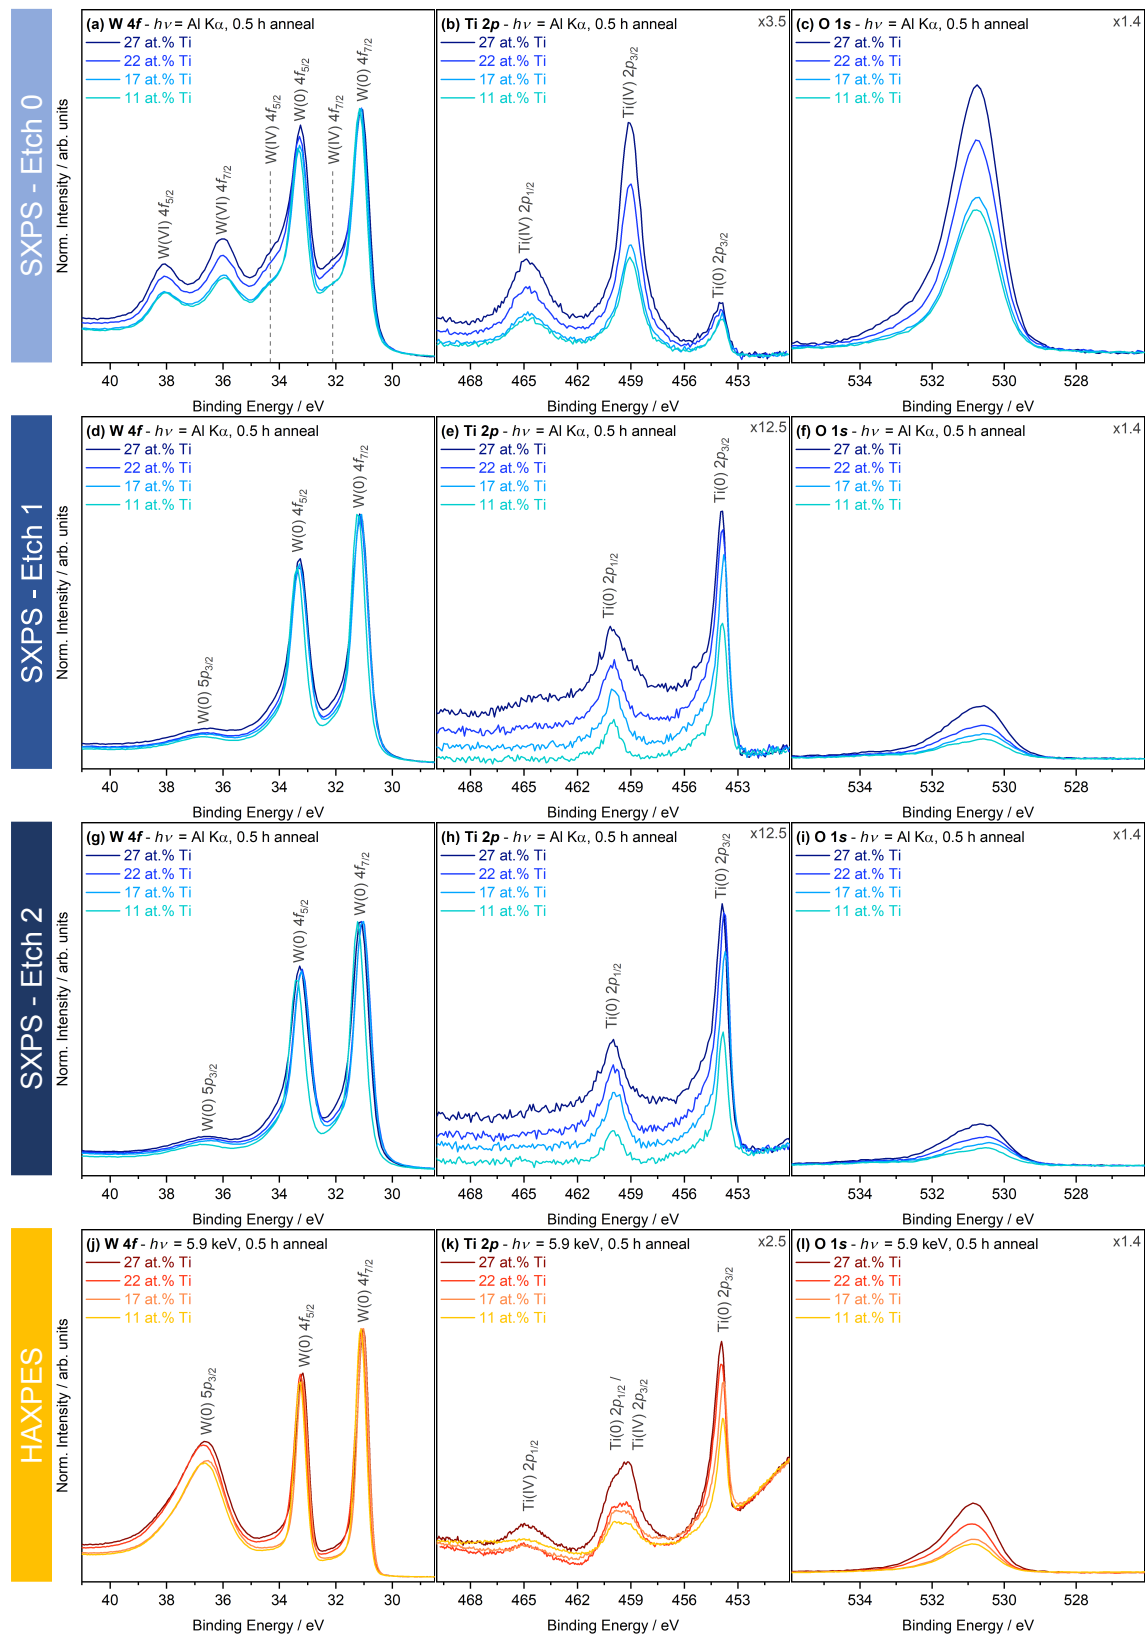 SXPS - Etch 0
Norm. Intensity / arb. units
(a) W 4f - hν = Al Kα, 0.5 h anneal
27 at.% Ti
22 at.% Ti
17 at.% Ti
11 at.% Ti
W(VI) 4f5/2
W(VI) 4f7/2
W(IV) 4f5/2
W(0) 4f5/2
W(IV) 4f7/2
W(0) 4f7/2
40 38 36 34 32 30
Binding Energy / eV
(b) Ti 2p - hν = Al Kα, 0.5 h anneal
x3.5
27 at.% Ti
22 at.% Ti
17 at.% Ti
11 at.% Ti
Ti(IV) 2p1/2
Ti(IV) 2p3/2
Ti(0) 2p3/2
468 465 462 459 456 453
Binding Energy / eV
(c) O 1s - hν = Al Kα, 0.5 h anneal
x1.4
27 at.% Ti
22 at.% Ti
17 at.% Ti
11 at.% Ti
534 532 530 528
Binding Energy / eV
SXPS - Etch 1
Norm. Intensity / arb. units
(d) W 4f - hν = Al Kα, 0.5 h anneal
27 at.% Ti
22 at.% Ti
17 at.% Ti
11 at.% Ti
W(0) 5p3/2
W(0) 4f5/2
W(0) 4f7/2
40 38 36 34 32 30
Binding Energy / eV
(e) Ti 2p - hν = Al Kα, 0.5 h anneal
x12.5
27 at.% Ti
22 at.% Ti
17 at.% Ti
11 at.% Ti
Ti(0) 2p1/2
Ti(0) 2p3/2
468 465 462 459 456 453
Binding Energy / eV
(f) O 1s - hν = Al Kα, 0.5 h anneal
x1.4
27 at.% Ti
22 at.% Ti
17 at.% Ti
11 at.% Ti
534 532 530 528
Binding Energy / eV
SXPS - Etch 2
Norm. Intensity / arb. units
(g) W 4f - hν = Al Kα, 0.5 h anneal
27 at.% Ti
22 at.% Ti
17 at.% Ti
11 at.% Ti
W(0) 5p3/2
W(0) 4f5/2
W(0) 4f7/2
40 38 36 34 32 30
Binding Energy / eV
(h) Ti 2p - hν = Al Kα, 0.5 h anneal
x12.5
27 at.% Ti
22 at.% Ti
17 at.% Ti
11 at.% Ti
Ti(0) 2p1/2
Ti(0) 2p3/2
468 465 462 459 456 453
Binding Energy / eV
(i) O 1s - hν = Al Kα, 0.5 h anneal
x1.4
27 at.% Ti
22 at.% Ti
17 at.% Ti
11 at.% Ti
534 532 530 528
Binding Energy / eV
HAXPES
Norm. Intensity / arb. units
(j) W 4f - hν = 5.9 keV, 0.5 h anneal
27 at.% Ti
22 at.% Ti
17 at.% Ti
11 at.% Ti
W(0) 5p3/2
W(0) 4f5/2
W(0) 4f7/2
40 38 36 34 32 30
Binding Energy / eV
(k) Ti 2p - hν = 5.9 keV, 0.5 h anneal
x2.5
27 at.% Ti
22 at.% Ti
17 at.% Ti
11 at.% Ti
Ti(IV) 2p1/2
Ti(0) 2p1/2 /
Ti(IV) 2p3/2
Ti(0) 2p3/2
468 465 462 459 456 453
Binding Energy / eV
(l) O 1s - hν = 5.9 keV, 0.5 h anneal
x1.4
27 at.% Ti
22 at.% Ti
17 at.% Ti
11 at.% Ti
534 532 530 528
Binding Energy / eV